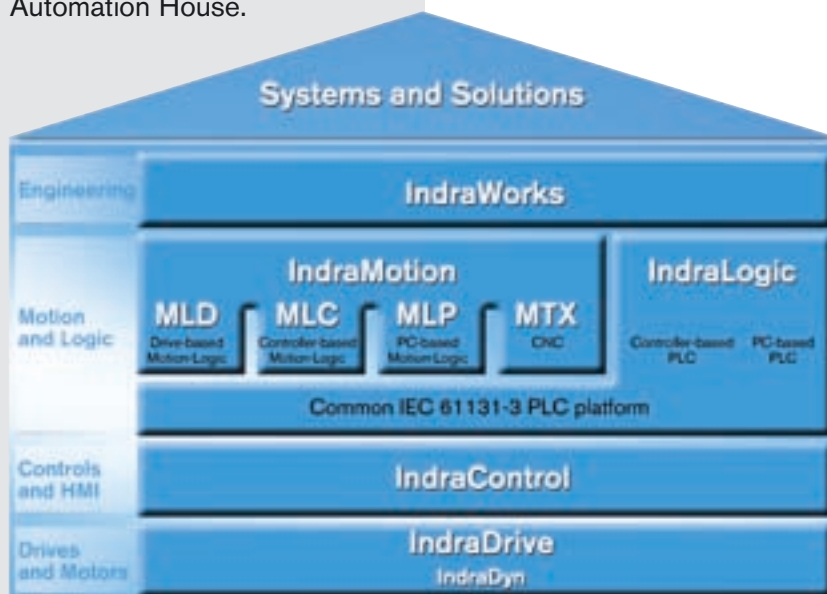 Automation House.
Systems and Solutions
Engineering
IndraWorks
Motion
and Logic
IndraMotion
IndraLogic
MLD
Drive-based
Motion-Logic
MLC
Controller-based
Motion-Logic
MLP
PC-based
Motion-Logic
MTX
CNC
Controller-based
PLC
PC-based
PLC
Common IEC 61131-3 PLC platform
Controls
and HMI
IndraControl
Drives
and Motors
IndraDrive
IndraDyn